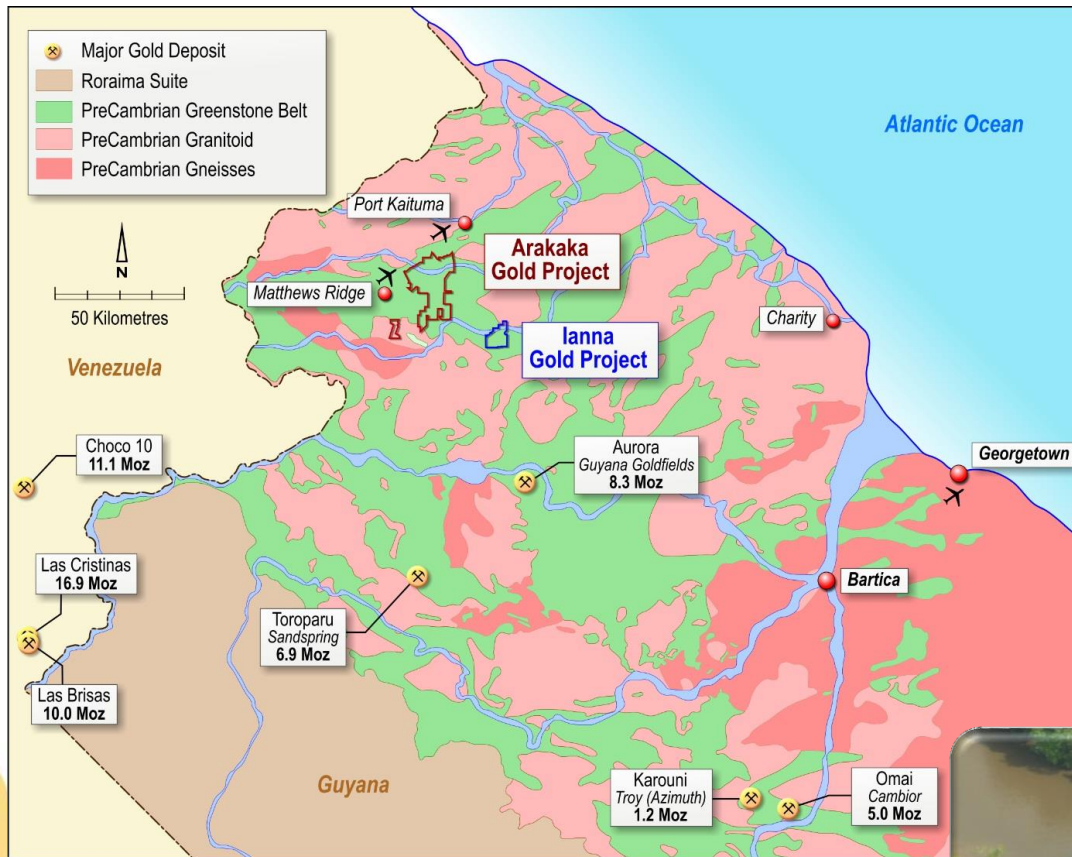 Major Gold Deposit
Roraima Suite
PreCambrian Greenstone Belt
PreCambrian Granitoid
PreCambrian Gneisses
N
50 Kilometres
Atlantic Ocean
Port Kaituma
Arakaka
Gold Project
Matthews Ridge
Ianna
Gold Project
Charity
Venezuela
Choco 10
11.1 Moz
Aurora
Guyana Goldfields
8.3 Moz
Georgetown
Las Cristinas
16.9 Moz
Bartica
Toroparu
Sandspring
6.9 Moz
Las Brisas
10.0 Moz
Guyana
Karouni
Troy (Azimuth)
1.2 Moz
Omai
Cambior
5.0 Moz